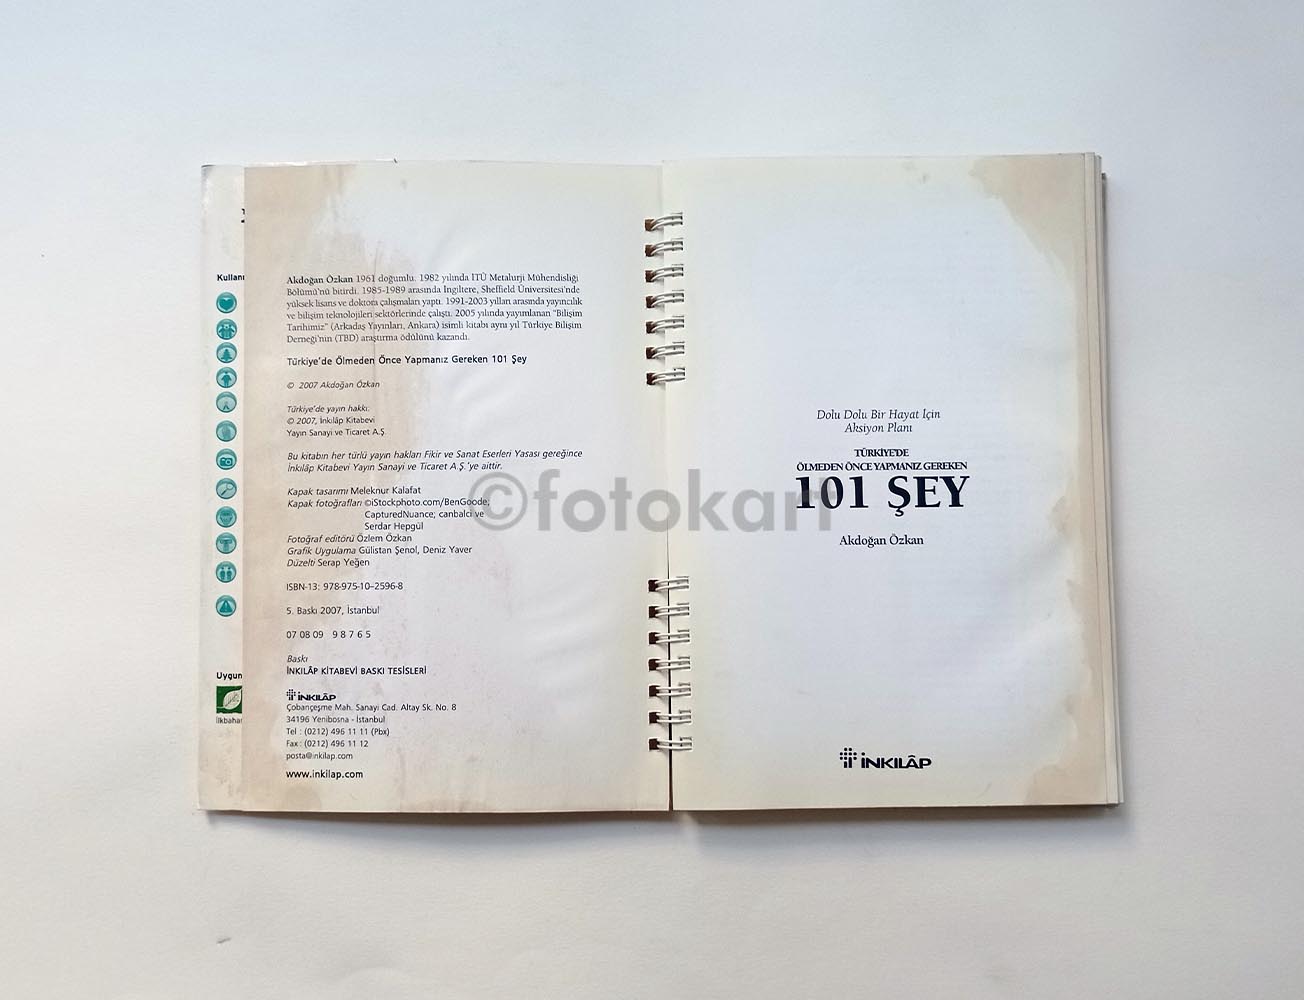 Kullanı
Uygun
İlkbahar
Akdoğan Özkan 1961 doğumlu. 1982 yılında İTÜ Metalurji Mühendisliği
Bölümü'nü bitirdi. 1985-1989 arasında İngiltere, Sheffield Üniversitesi'nde
yüksek lisans ve doktora çalışmaları yaptı. 1991-2003 yılları arasında yayıncılık
ve bilişim teknolojileri sektörlerinde çalıştı. 2005 yılında yayımlanan "Bilişim
Tarihimiz" (Arkadaş Yayınları, Ankara) isimli kitabı aynı yıl Türkiye Bilişim
Derneği'nin (TBD) araştırma ödülünü kazandı.
Türkiye'de Ölmeden Önce Yapmanız Gereken 101 Şey
© 2007 Akdoğan Özkan
Türkiye'de yayın hakkı:
© 2007, İnkılâp Kitabevi
Yayın Sanayi ve Ticaret A.Ş.
Bu kitabın her türlü yayın hakları Fikir ve Sanat Eserleri Yasası gereğince
İnkılâp Kitabevi Yayın Sanayi ve Ticaret A.Ş.'ye aittir.
Kapak tasarımı Meleknur Kalafat
Kapak fotoğrafları ©iStockphoto.com/BenGoode;
CapturedNuance; canbalci ve
Serdar Hepgül
Fotoğraf editörü Özlem Özkan
Grafik Uygulama Gülistan Şenol, Deniz Yaver
Düzelti Serap Yeğen
ISBN-13: 978-975-10-2596-8
5. Baskı 2007, İstanbul
07 08 09 9 8 7 6 5
Baskı
İNKILÂP KİTABEVİ BASKI TESİSLERİ
İNKILÂP
Çobançeşme Mah. Sanayi Cad. Altay Sk. No. 8
34196 Yenibosna - İstanbul
Tel : (0212) 496 11 11 (Pbx)
Fax : (0212) 496 11 12
posta@inkilap.com
www.inkilap.com
Dolu Dolu Bir Hayat İçin
Aksiyon Planı
TÜRKİYE'DE
ÖLMEDEN ÖNCE YAPMANIZ GEREKEN
101 ŞEY
Akdoğan Özkan
İNKILÂP
©fotokart